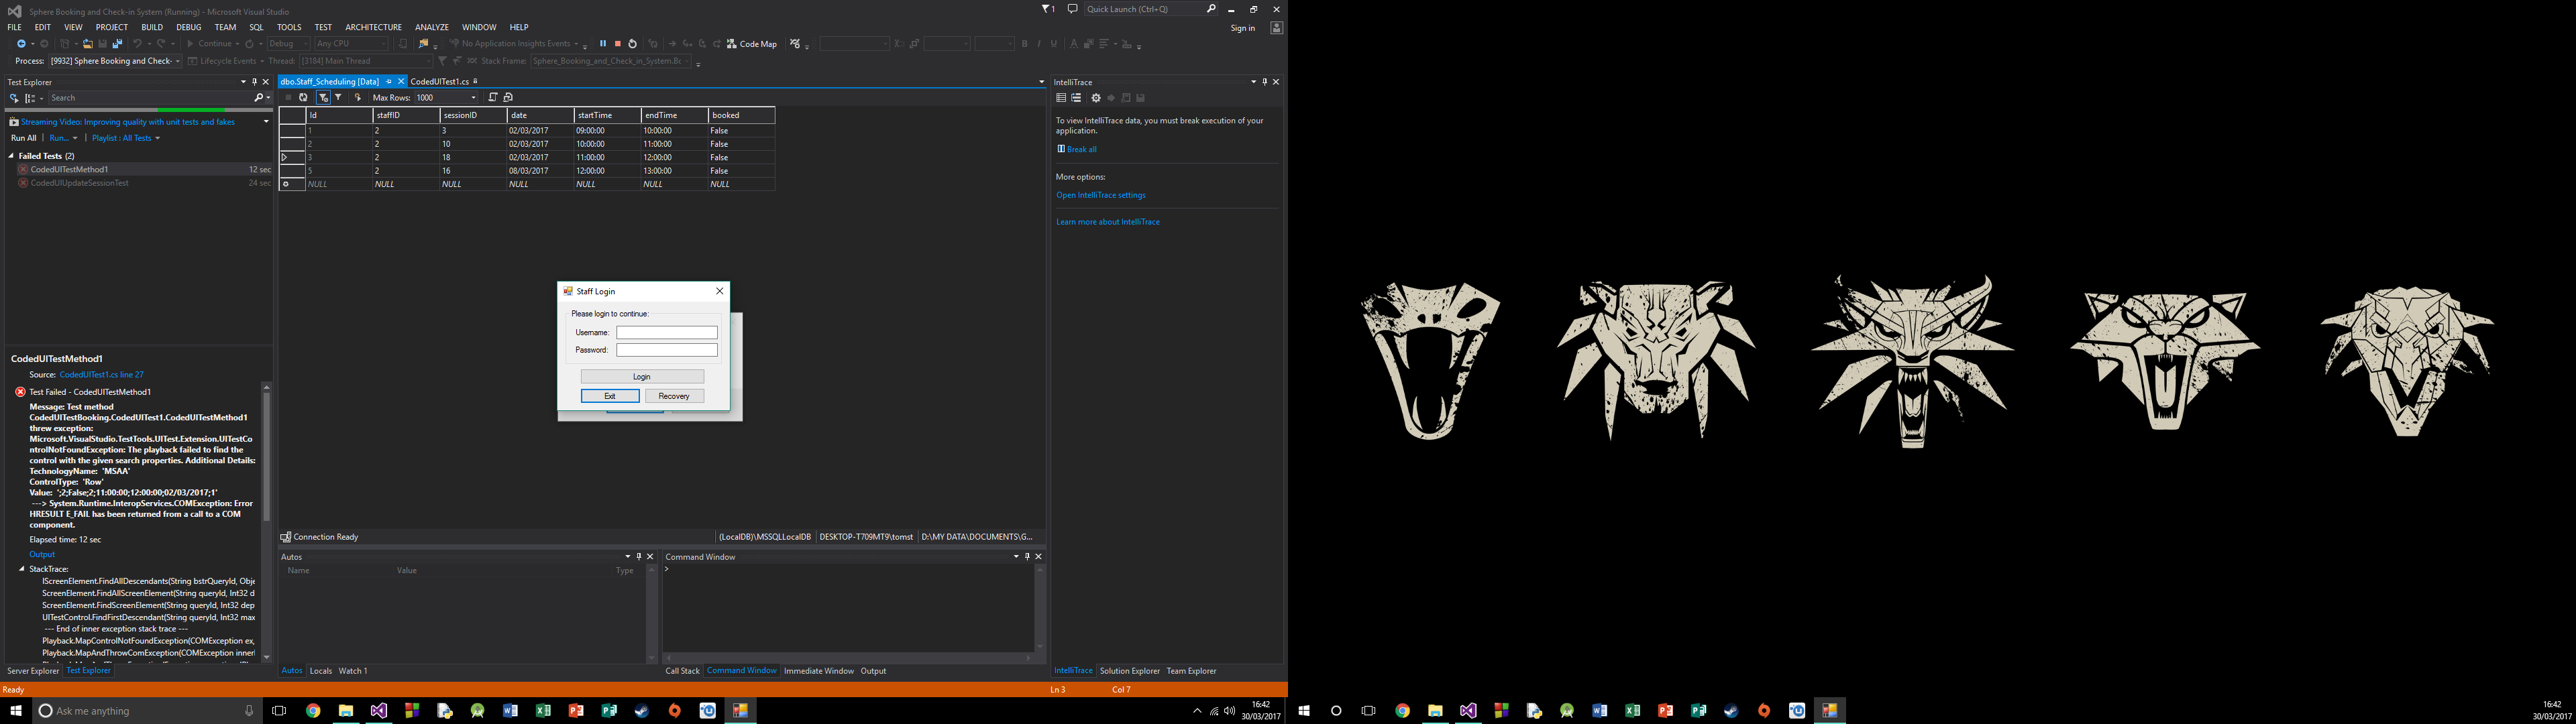 Sphere Booking and Check-in System (Running) - Microsoft Visual Studio
1
Quick Launch (Ctrl+Q)
FILE EDIT VIEW PROJECT BUILD DEBUG TEAM SQL TOOLS TEST ARCHITECTURE ANALYZE WINDOW HELP
Sign in
Continue Debug Any CPU No Application Insights Events Code Map
Process: [9932] Sphere Booking and Check- Lifecycle Events Thread: [3184] Main Thread Stack Frame: Sphere_Booking_and_Check_in_System.Bc
Test Explorer
Search
Streaming Video: Improving quality with unit tests and fakes
Run All Run... Playlist : All Tests
Failed Tests (2)
CodedUITestMethod1 12 sec
CodedUIUpdateSessionTest 24 sec
CodedUITestMethod1
Source: CodedUITest1.cs line 27
Test Failed - CodedUITestMethod1
Message: Test method
CodedUITestBooking.CodedUITest1.CodedUITestMethod1
threw exception:
Microsoft.VisualStudio.TestTools.UITest.Extension.UITestCo
ntrolNotFoundException: The playback failed to find the
control with the given search properties. Additional Details:
TechnologyName: 'MSAA'
ControlType: 'Row'
Value: ';2;False;2;11:00:00;12:00:00;02/03/2017;1'
---> System.Runtime.InteropServices.COMException: Error
HRESULT E_FAIL has been returned from a call to a COM
component.
Elapsed time: 12 sec
Output
StackTrace:
IScreenElement.FindAllDescendants(String bstrQueryId, Obje
ScreenElement.FindAllScreenElement(String queryId, Int32 dep
ScreenElement.FindScreenElement(String queryId, Int32 dept
UITestControl.FindFirstDescendant(String queryId, Int32 max
--- End of inner exception stack trace ---
Playback.MapControlNotFoundException(COMException ex,
Playback.MapAndThrowComException(COMException innerl
Server Explorer Test Explorer
dbo.Staff_Scheduling [Data] CodedUITest1.cs
Max Rows: 1000
Id staffID sessionID date startTime endTime booked
1 2 3 02/03/2017 09:00:00 10:00:00 False
2 2 10 02/03/2017 10:00:00 11:00:00 False
3 2 18 02/03/2017 11:00:00 12:00:00 False
5 2 16 08/03/2017 12:00:00 13:00:00 False
NULL NULL NULL NULL NULL NULL NULL
Staff Login
Please login to continue:
Username:
Password:
Login
Exit Recovery
Connection Ready (LocalDB)\MSSQLLocalDB DESKTOP-T709MT9\tomst D:\MY DATA\DOCUMENTS\G...
Autos
Name Value Type
Autos Locals Watch 1
Command Window
>
Call Stack Command Window Immediate Window Output
IntelliTrace
To view IntelliTrace data, you must break execution of your
application.
Break all
More options:
Open IntelliTrace settings
Learn more about IntelliTrace
IntelliTrace Solution Explorer Team Explorer
Ready Ln 3 Col 7
Ask me anything
16:42
30/03/2017
16:42
30/03/2017